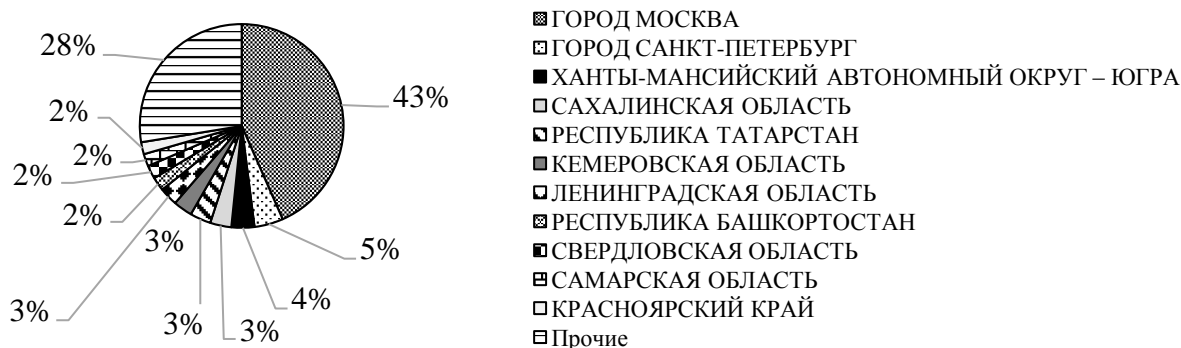 28%
43%
2%
2%
2%
2%
3%
3%
3%
3%
4%
5%
ГОРОД МОСКВА
ГОРОД САНКТ-ПЕТЕРБУРГ
ХАНТЫ-МАНСИЙСКИЙ АВТОНОМНЫЙ ОКРУГ – ЮГРА
САХАЛИНСКАЯ ОБЛАСТЬ
РЕСПУБЛИКА ТАТАРСТАН
КЕМЕРОВСКАЯ ОБЛАСТЬ
ЛЕНИНГРАДСКАЯ ОБЛАСТЬ
РЕСПУБЛИКА БАШКОРТОСТАН
СВЕРДЛОВСКАЯ ОБЛАСТЬ
САМАРСКАЯ ОБЛАСТЬ
КРАСНОЯРСКИЙ КРАЙ
Прочие